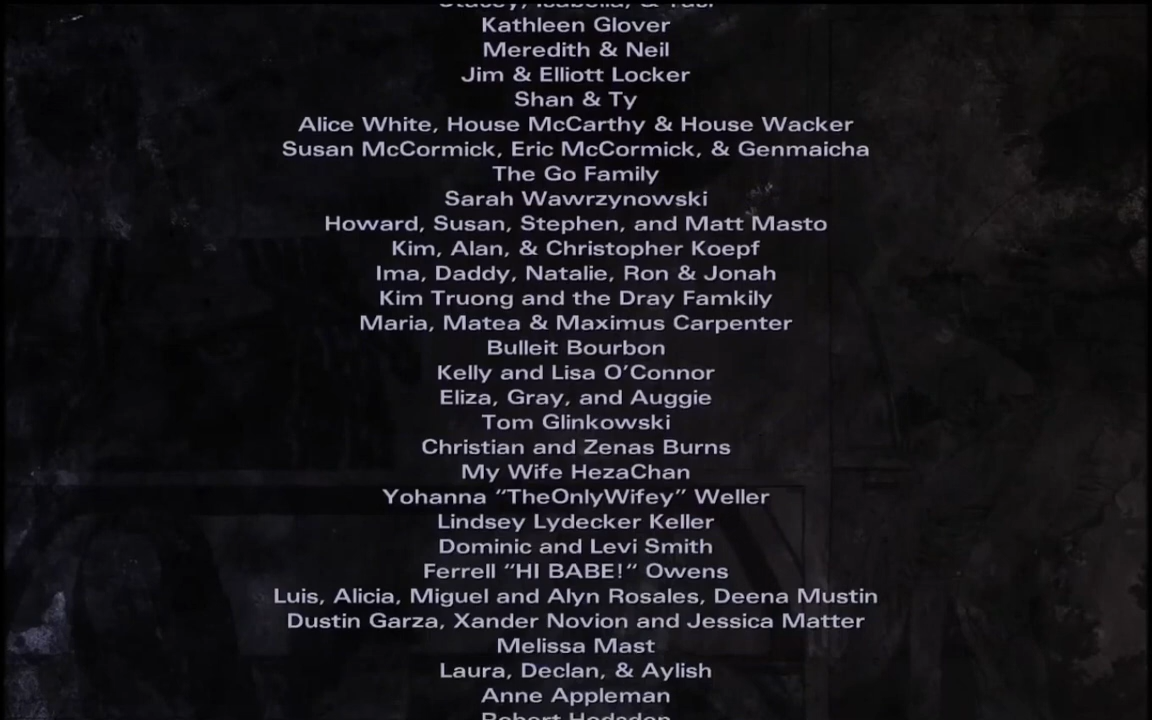 Kathleen Glover
Meredith & Neil
Jim & Elliott Locker
Shan & Ty
Alice White, House McCarthy & House Wacker
Susan McCormick, Eric McCormick, & Genmaicha
The Go Family
Sarah Wawrzynowski
Howard, Susan, Stephen, and Matt Masto
Kim, Alan, & Christopher Koepf
Ima, Daddy, Natalie, Ron & Jonah
Kim Truong and the Dray Famkily
Maria, Matea & Maximus Carpenter
Bulleit Bourbon
Kelly and Lisa O'Connor
Eliza, Gray, and Auggie
Tom Glinkowski
Christian and Zenas Burns
My Wife HezaChan
Yohanna "TheOnlyWifey" Weller
Lindsey Lydecker Keller
Dominic and Levi Smith
Ferrell "HI BABE!" Owens
Luis, Alicia, Miguel and Alyn Rosales, Deena Mustin
Dustin Garza, Xander Novion and Jessica Matter
Melissa Mast
Laura, Declan, & Aylish
Anne Appleman